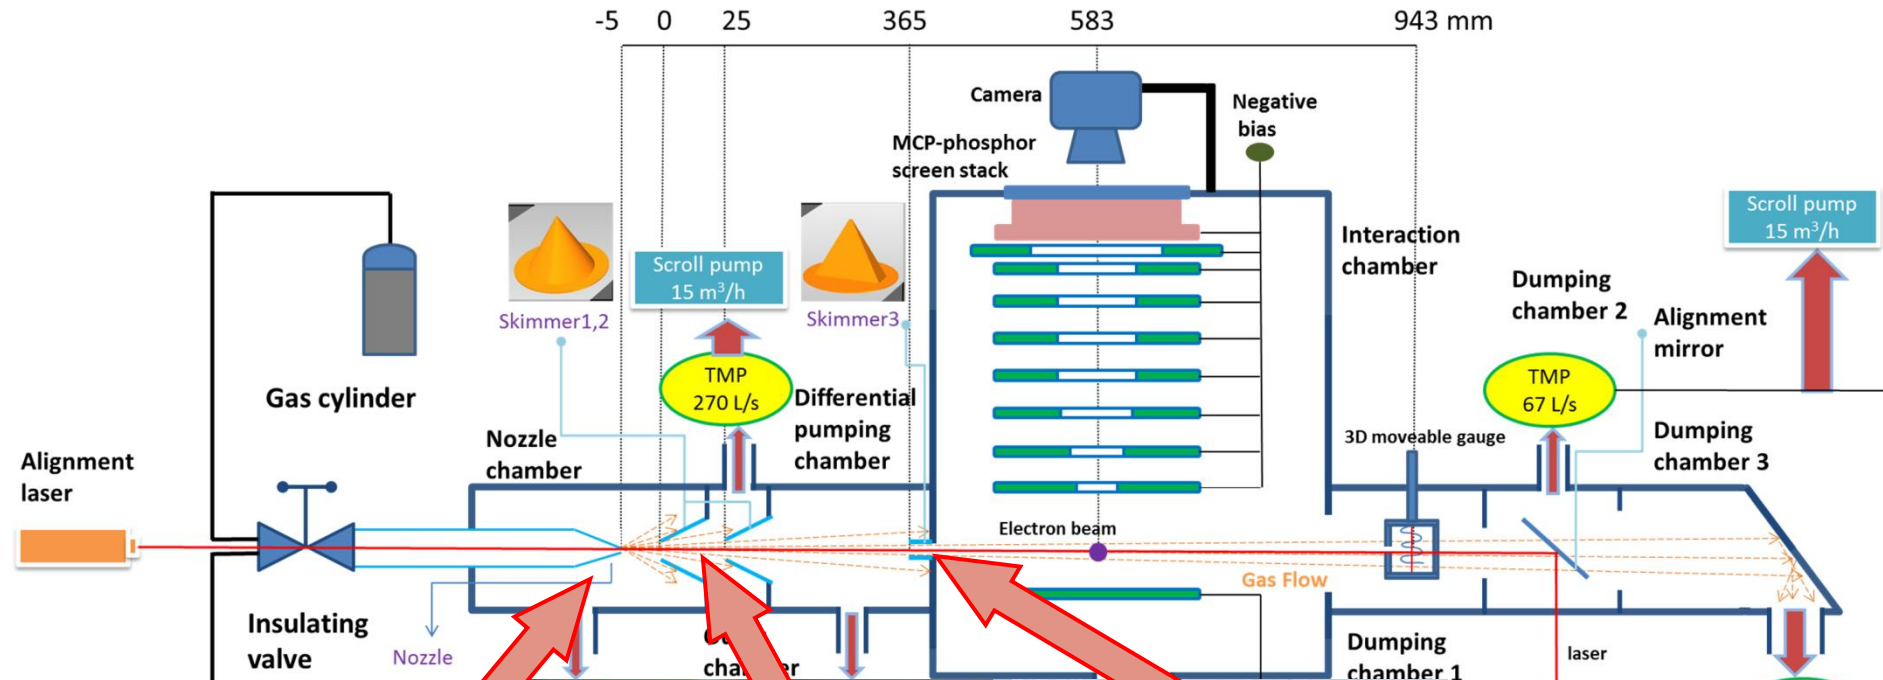 -5 0 25 365 583 943 mm
Camera
Negative
bias
MCP-phosphor
screen stack
Scroll pump
15 m³/h
Interaction
chamber
Scroll pump
15 m³/h
Dumping
chamber 2
Skimmer1,2
Skimmer3
Alignment
mirror
TMP
270 L/s
TMP
67 L/s
Gas cylinder
Differential
pumping
chamber
Nozzle
chamber
3D moveable gauge
Dumping
chamber 3
Alignment
laser
Electron beam
Gas Flow
Insulating
valve
Nozzle
Dumping
chamber 1
laser